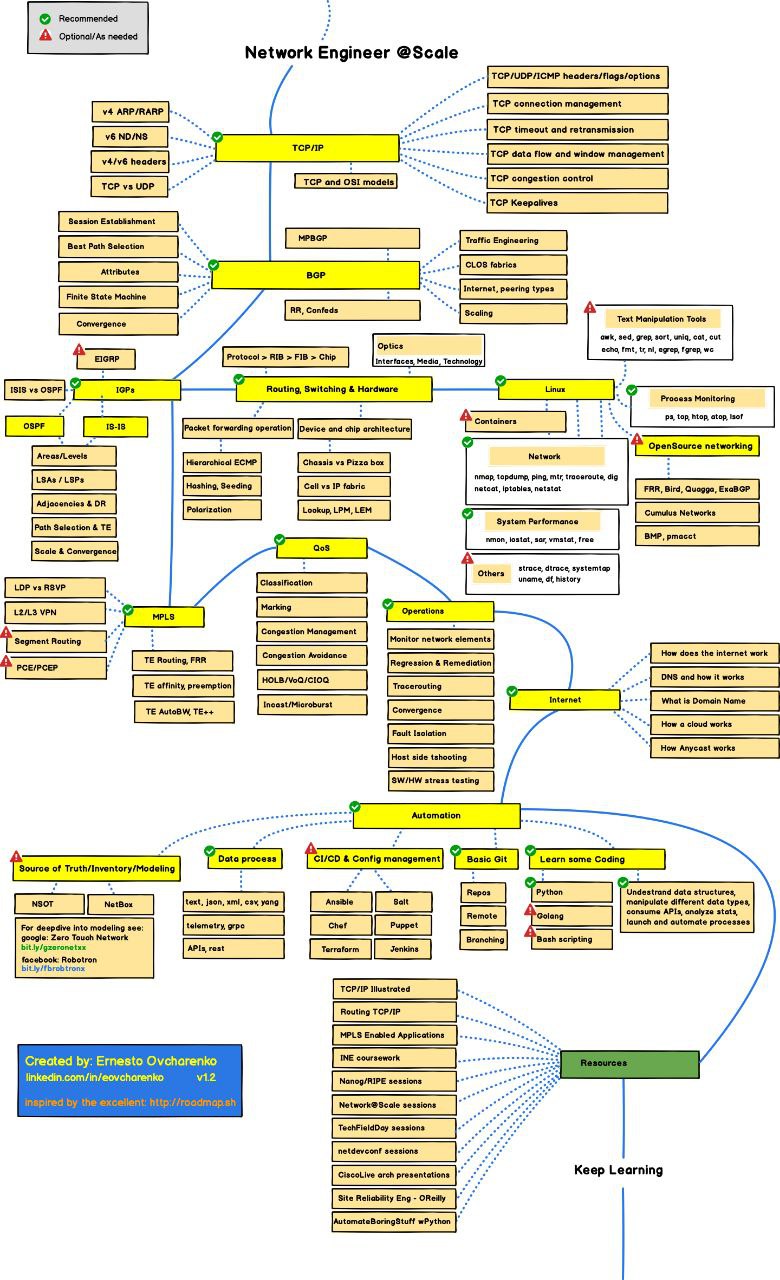 Recommended
Optional/As needed
Network Engineer @Scale
v4 ARP/RARP
v6 ND/NS
v4/v6 headers
TCP vs UDP
TCP/IP
TCP and OSI models
TCP/UDP/ICMP headers/flags/options
TCP connection management
TCP timeout and retransmission
TCP data flow and window management
TCP congestion control
TCP Keepalives
Session Establishment
Best Path Selection
Attributes
Finite State Machine
Convergence
MPBGP
BGP
RR, Confeds
Traffic Engineering
CLOS fabrics
Internet, peering types
Scaling
EIGRP
ISIS vs OSPF
IGPs
OSPF
IS-IS
Areas/Levels
LSAs / LSPs
Adjacencies & DR
Path Selection & TE
Scale & Convergence
Protocol > RIB > FIB > Chip
Optics
Interfaces, Media, Technology
Routing, Switching & Hardware
Packet forwarding operation
Hierarchical ECMP
Hashing, Seeding
Polarization
Device and chip architecture
Chassis vs Pizza box
Cell vs IP fabric
Lookup, LPM, LEM
Linux
Text Manipulation Tools
awk, sed, grep, sort, uniq, cat, cut
echo, fmt, tr, nl, egrep, fgrep, wc
Process Monitoring
ps, top, htop, atop, lsof
Containers
Network
nmap, topdump, ping, mtr, traceroute, dig
netcat, iptables, netstat
System Performance
nmon, iostat, sar, vmstat, free
Others
strace, dtrace, systemtap
uname, df, history
OpenSource networking
FRR, Bird, Quagga, ExaBGP
Cumulus Networks
BMP, pmacct
LDP vs RSVP
L2/L3 VPN
Segment Routing
PCE/PCEP
MPLS
TE Routing, FRR
TE affinity, preemption
TE AutoBW, TE++
QoS
Classification
Marking
Congestion Management
Congestion Avoidance
HOLB/VoQ/CIOQ
Incast/Microburst
Operations
Monitor network elements
Regression & Remediation
Tracerouting
Convergence
Fault Isolation
Host side tshooting
SW/HW stress testing
Internet
How does the internet work
DNS and how it works
What is Domain Name
How a cloud works
How Anycast works
Automation
Source of Truth/Inventory/Modeling
NSOT
NetBox
For deepdive into modeling see:
google: Zero Touch Network
bit.ly/gzeronetxx
facebook: Robotron
bit.ly/fbrobtronx
Data process
text, json, xml, csv, yang
telemetry, grpc
APIs, rest
CI/CD & Config management
Ansible
Salt
Chef
Puppet
Terraform
Jenkins
Basic Git
Repos
Remote
Branching
Learn some Coding
Python
Golang
Bash scripting
Undestrand data structures,
manipulate different data types,
consume APIs, analyze stats,
launch and automate processes
TCP/IP Illustrated
Routing TCP/IP
MPLS Enabled Applications
INE coursework
Nanog/RIPE sessions
Network@Scale sessions
TechFieldDay sessions
netdevconf sessions
CiscoLive arch presentations
Site Reliability Eng - OReilly
AutomateBoringStuff wPython
Resources
Created by: Ernesto Ovcharenko
linkedin.com/in/eovcharenko v1.2
inspired by the excellent: http://roadmap.sh
Keep Learning